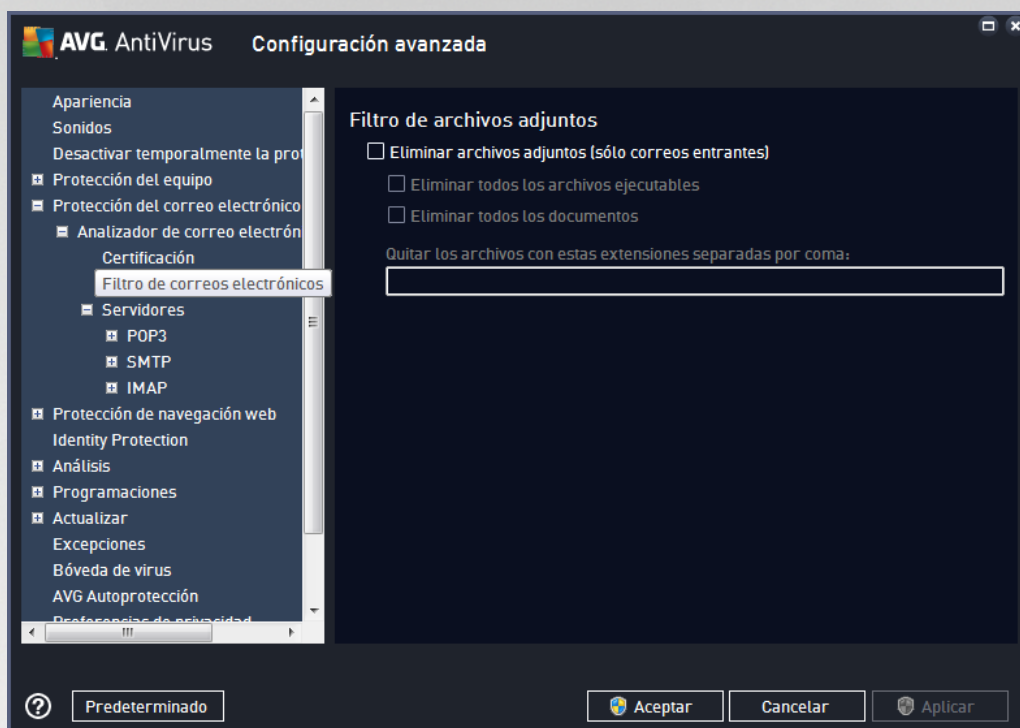 AVG. AntiVirus Configuración avanzada
Apariencia
Sonidos
Desactivar temporalmente la prot
Protección del equipo
Protección del correo electrónico
Analizador de correo electrón
Certificación
Filtro de correos electrónicos
Servidores
POP3
SMTP
IMAP
Protección de navegación web
Identity Protection
Análisis
Programaciones
Actualizar
Excepciones
Bóveda de virus
AVG Autoprotección
Preferencias de privacidad
Filtro de archivos adjuntos
Eliminar archivos adjuntos (sólo correos entrantes)
Eliminar todos los archivos ejecutables
Eliminar todos los documentos
Quitar los archivos con estas extensiones separadas por coma:
? Predeterminado Aceptar Cancelar Aplicar